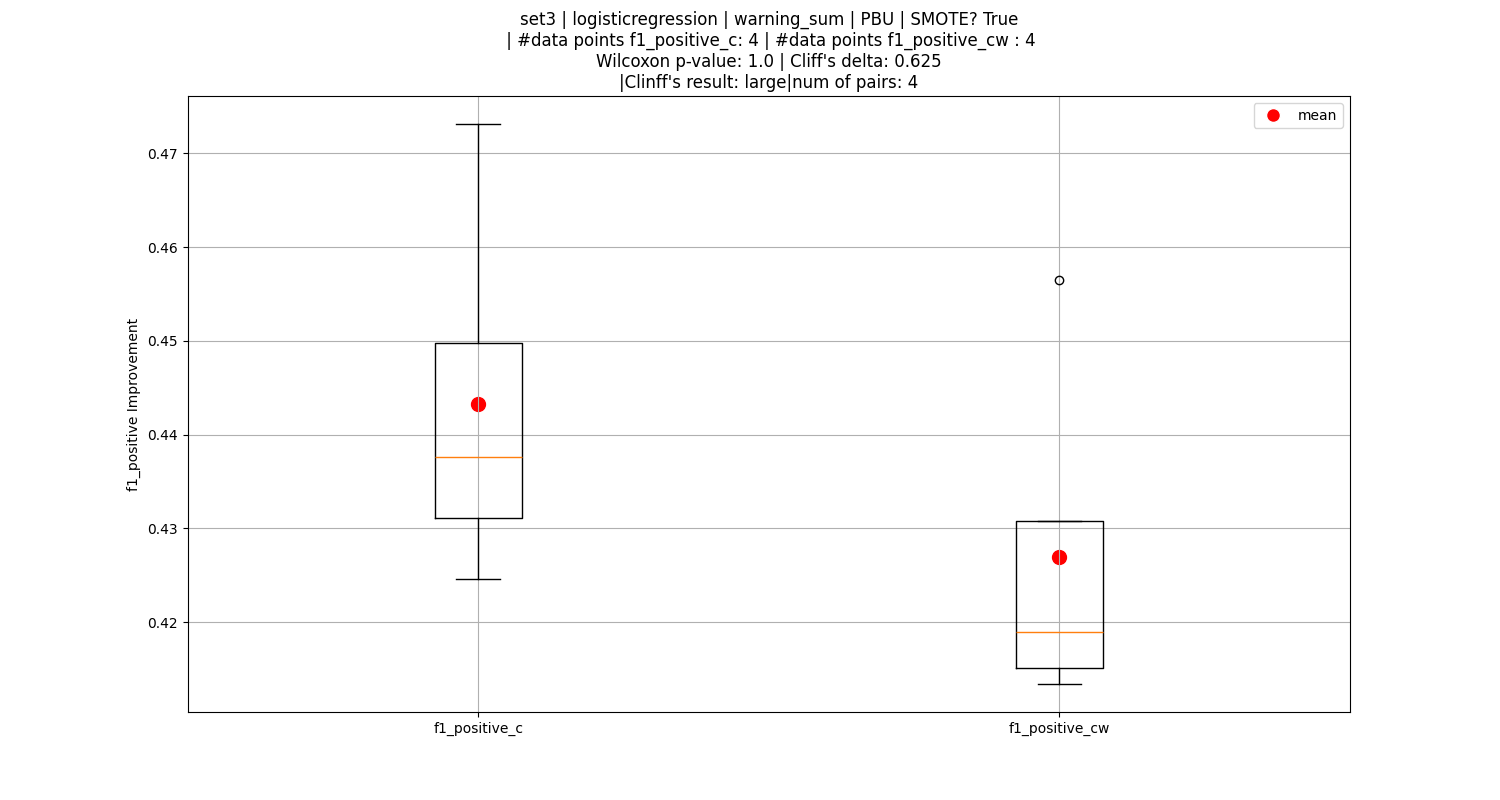 set3 | logisticregression | warning_sum | PBU | SMOTE? True
| #data points f1_positive_c: 4 | #data points f1_positive_cw : 4
Wilcoxon p-value: 1.0 | Cliff's delta: 0.625
|Clinff's result: large|num of pairs: 4
mean
0.47
0.46
0.45
0.44
0.43
0.42
f1_positive Improvement
f1_positive_c
f1_positive_cw